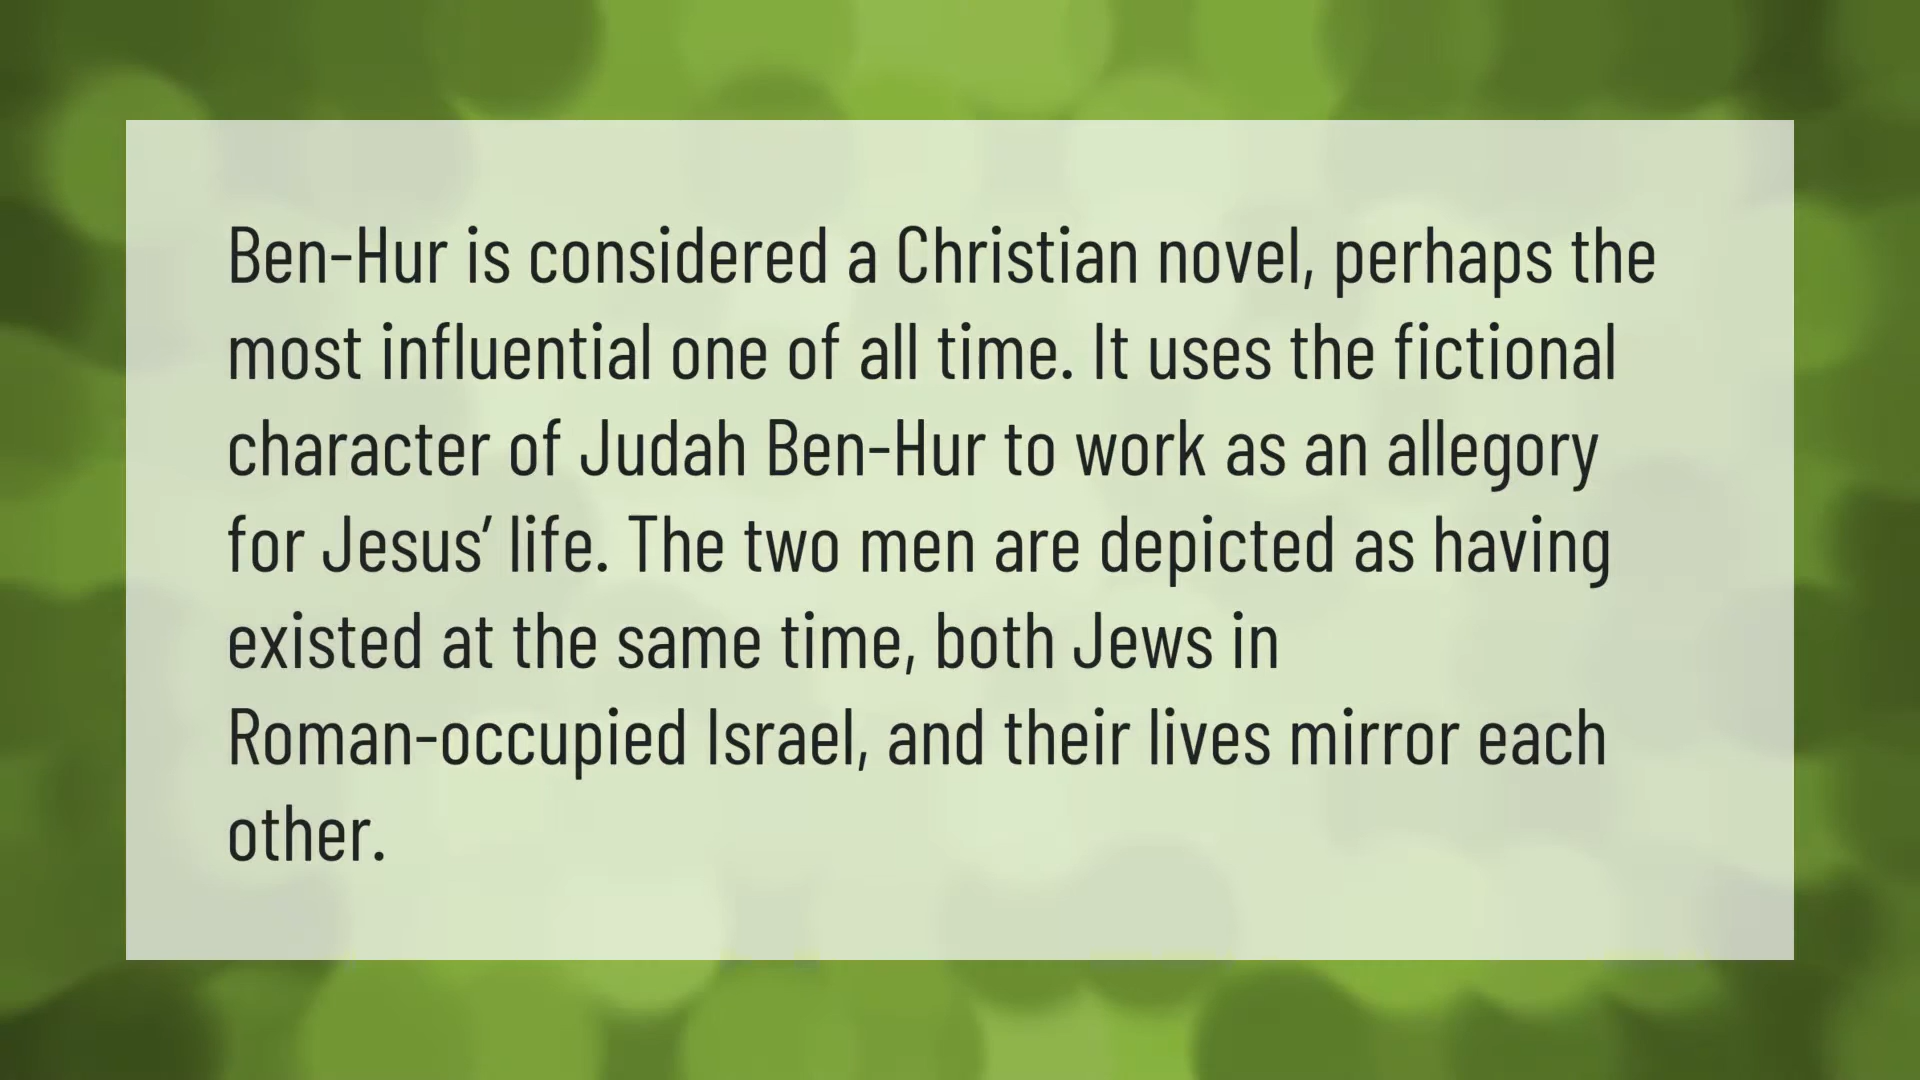 Ben-Hur is considered a Christian novel, perhaps the
most influential one of all time. It uses the fictional
character of Judah Ben-Hur to work as an allegory
for Jesus’ life. The two men are depicted as having
existed at the same time, both Jews in
Roman-occupied Israel, and their lives mirror each
other.